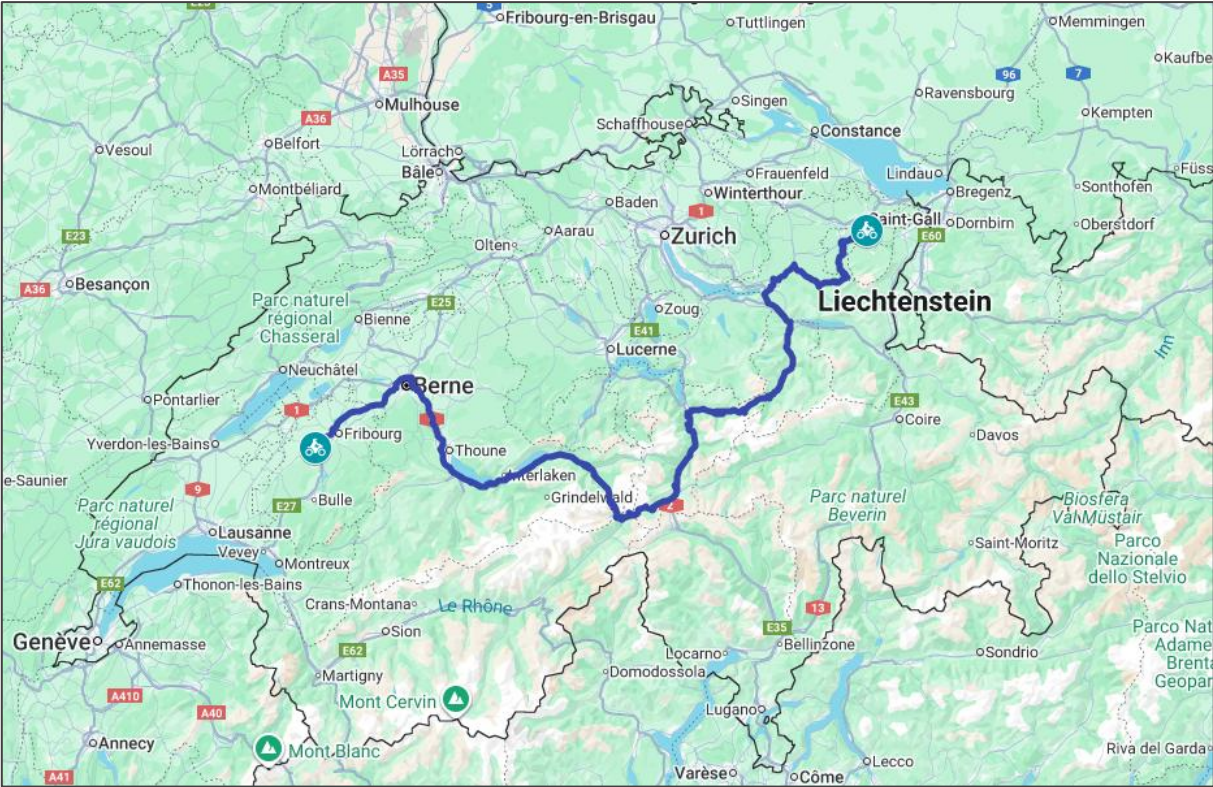 E23
5
Fribourg-en-Brisgau
Tuttlingen
Memmingen
Kaufbe
A35
96
7
Mulhouse
Singen
Ravensbourg
Kempten
A36
Schaffhouse
Constance
Vesoul
Belfort
Lörrach
Bâle
Frauenfeld
Lindau
Füss
Montbéliard
Winterthour
Bregenz
Sonthofen
Baden
1
Saint-Gall
Dornbirn
Oberstdorf
E23
Aarau
Zurich
E60
Olten
Besançon
A36
Parc naturel
régional
Chasseral
E25
Liechtenstein
Bienne
Zoug
E41
Lucerne
Inn
Neuchâtel
Berne
Pontarlier
E43
1
Coire
Fribourg
Davos
Yverdon-les-Bains
Thoune
e-Saunier
Interlaken
9
Grindelwald
Parc naturel
Beverin
Biosfera
Val Müstair
E27
Bulle
2
Parc naturel
régional
Jura vaudois
Lausanne
Saint-Moritz
Parco
Nazionale
dello Stelvio
Vevey
Montreux
E62
Thonon-les-Bains
Crans-Montana
Le Rhône
13
E35
Parco Nat
Adame
Brenta
Geopar
Genève
Annemasse
Sion
Bellinzone
E62
Locarno
Sondrio
Martigny
Domodossola
A410
Mont Cervin
A40
Lugano
Annecy
Mont Blanc
Riva del Garda
Lecco
A41
Varèse
Côme